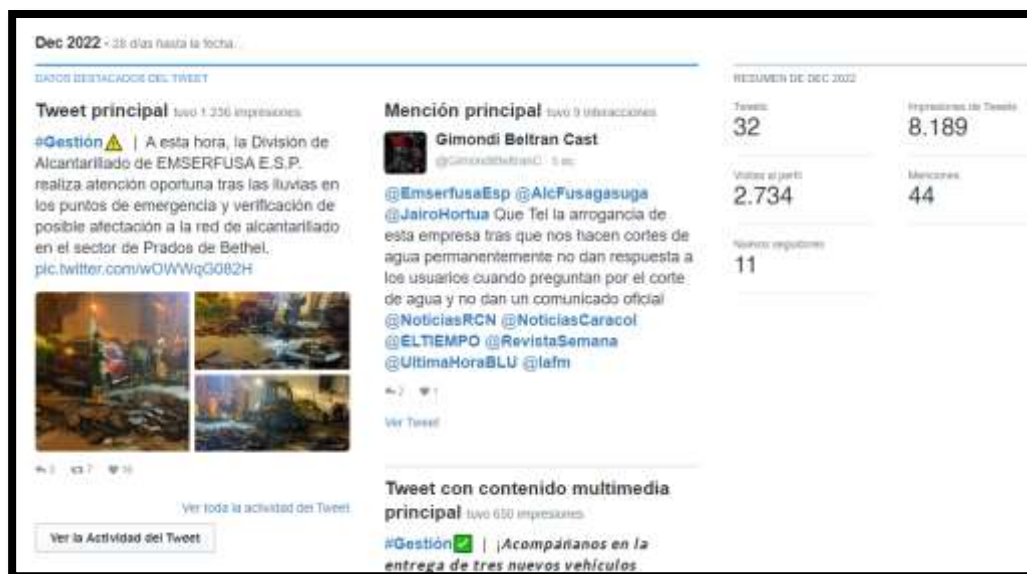 Dec 2022 • 28 días hasta la fecha...
DATOS DESTACADOS DEL TWEET
Tweet principal tuvo 1.236 impresiones
#Gestión⚠ | A esta hora, la División de
Alcantarillado de EMSERFUSA E.S.P.
realiza atención oportuna tras las lluvias en
los puntos de emergencia y verificación de
posible afectación a la red de alcantarillado
en el sector de Prados de Bethel.
pic.twitter.com/wOWWqG082H
7
Ver toda la actividad del Tweet
Ver la Actividad del Tweet
Mención principal tuvo 9 interacciones
Gimondi Beltran Cast
@GimondiBeltranC
@EmserfusaEsp @AlcFusagasuga
@JairoHortua Que Tel la arrogancia de
esta empresa tras que nos hacen cortes de
agua permanentemente no dan respuesta a
los usuarios cuando preguntan por el corte
de agua y no dan un comunicado oficial
@NoticiasRCN @NoticiasCaracol
@ELTIEMPO @RevistaSemana
@UltimaHoraBLU @lafm
2 1
Ver Tweet
Tweet con contenido multimedia
principal tuvo 650 impresiones
#Gestión✅ | ¡Acompáñanos en la
entrega de tres nuevos vehículos
RESUMEN DE DEC 2022
Tweets
32
Impresiones de Tweets
8.189
Visitas al perfil
2.734
Menciones
44
Nuevos seguidores
11